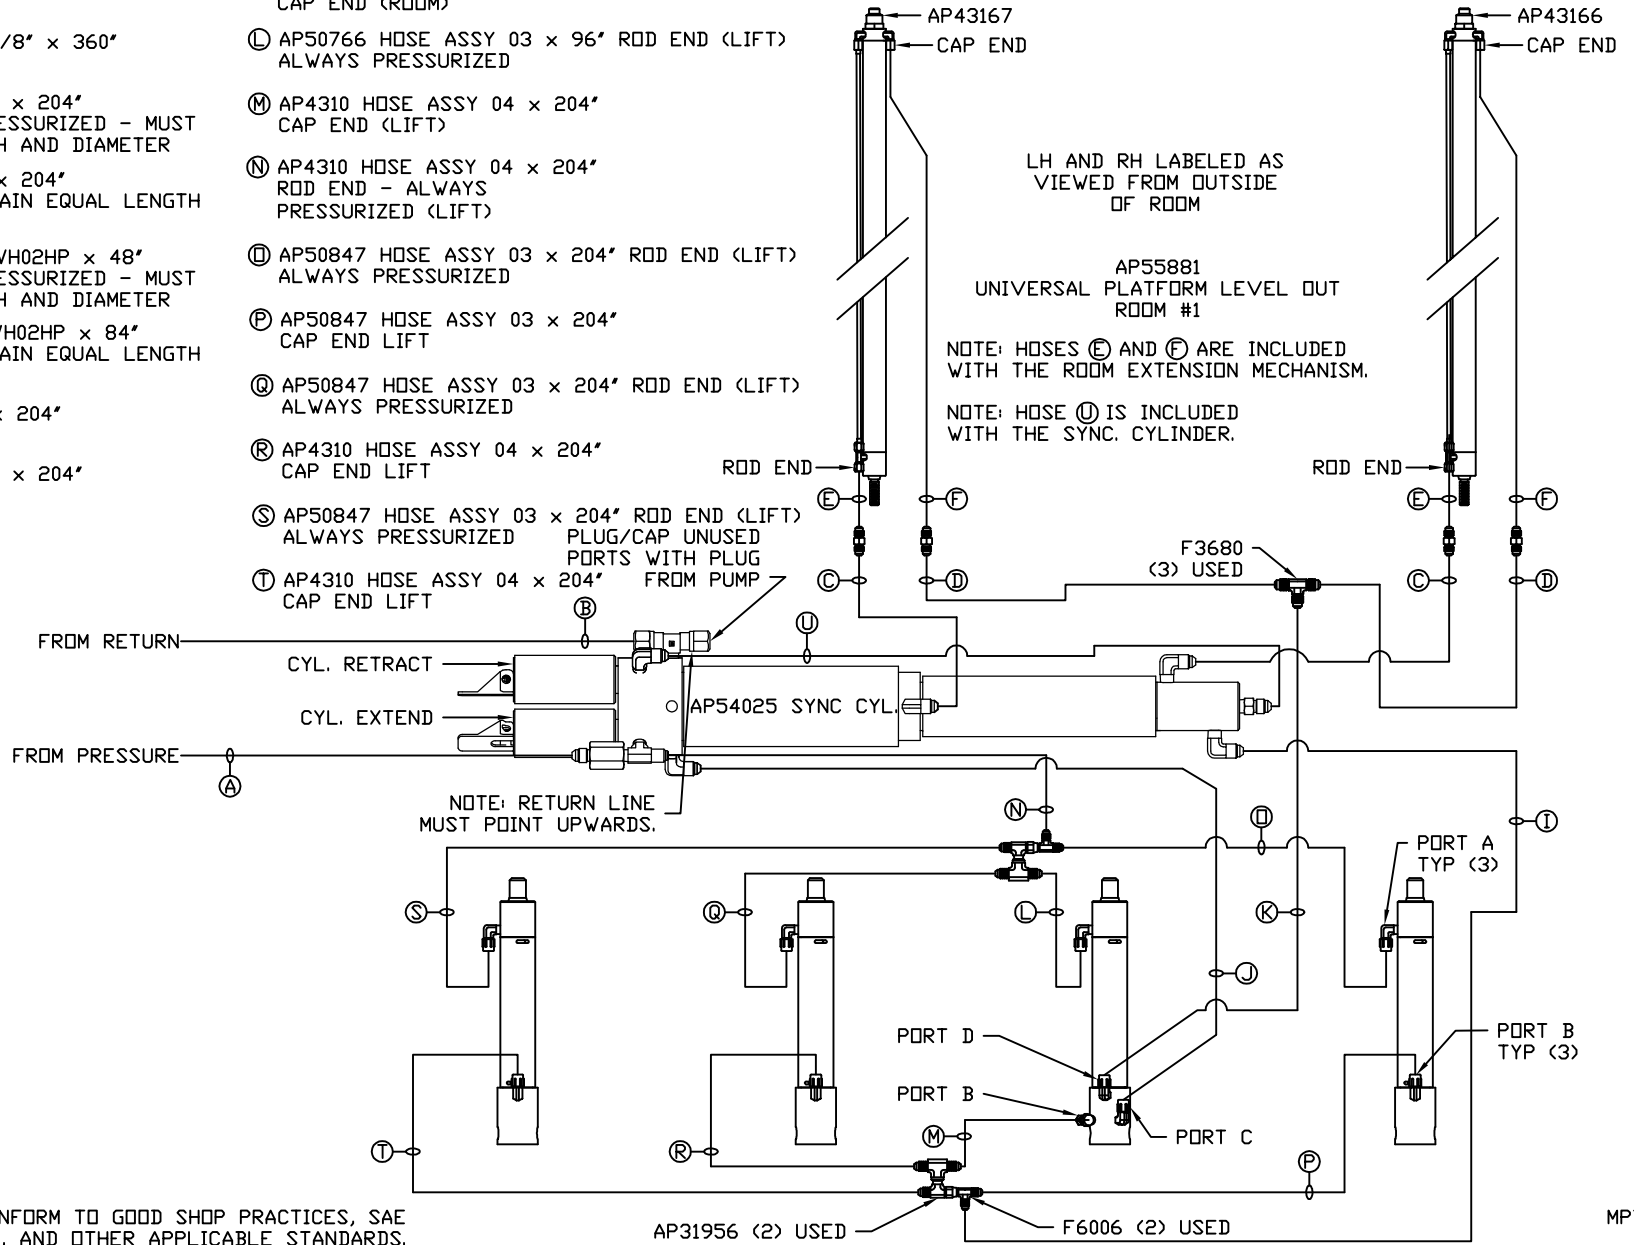 CAP END (ROOM)
/8" x 360"
x 204"
ESSURIZED - MUST
H AND DIAMETER
x 204"
AIN EQUAL LENGTH
VH02HP x 48"
ESSURIZED - MUST
H AND DIAMETER
VH02HP x 84"
AIN EQUAL LENGTH
x 204"
x 204"
L AP50766 HOSE ASSY 03 x 96" ROD END (LIFT)
ALWAYS PRESSURIZED
M AP4310 HOSE ASSY 04 x 204"
CAP END (LIFT)
N AP4310 HOSE ASSY 04 x 204"
ROD END - ALWAYS
PRESSURIZED (LIFT)
O AP50847 HOSE ASSY 03 x 204" ROD END (LIFT)
ALWAYS PRESSURIZED
P AP50847 HOSE ASSY 03 x 204"
CAP END LIFT
Q AP50847 HOSE ASSY 03 x 204" ROD END (LIFT)
ALWAYS PRESSURIZED
R AP4310 HOSE ASSY 04 x 204"
CAP END LIFT
S AP50847 HOSE ASSY 03 x 204" ROD END (LIFT)
ALWAYS PRESSURIZED
T AP4310 HOSE ASSY 04 x 204"
CAP END LIFT
PLUG/CAP UNUSED
PORTS WITH PLUG
FROM PUMP
AP43167
CAP END
AP43166
CAP END
LH AND RH LABELED AS
VIEWED FROM OUTSIDE
OF ROOM
AP55881
UNIVERSAL PLATFORM LEVEL OUT
ROOM #1
NOTE: HOSES E AND F ARE INCLUDED
WITH THE ROOM EXTENSION MECHANISM.
NOTE: HOSE U IS INCLUDED
WITH THE SYNC. CYLINDER.
ROD END
ROD END
E
F
E
F
F3680
(3) USED
C
D
C
D
B
U
FROM RETURN
CYL. RETRACT
CYL. EXTEND
AP54025 SYNC CYL.
FROM PRESSURE
A
NOTE: RETURN LINE
MUST POINT UPWARDS.
N
O
I
PORT A
TYP (3)
S
Q
L
K
J
PORT D
PORT B
PORT C
PORT B
TYP (3)
T
R
M
P
AP31956 (2) USED
F6006 (2) USED
NFORM TO GOOD SHOP PRACTICES, SAE
. AND OTHER APPLICABLE STANDARDS.